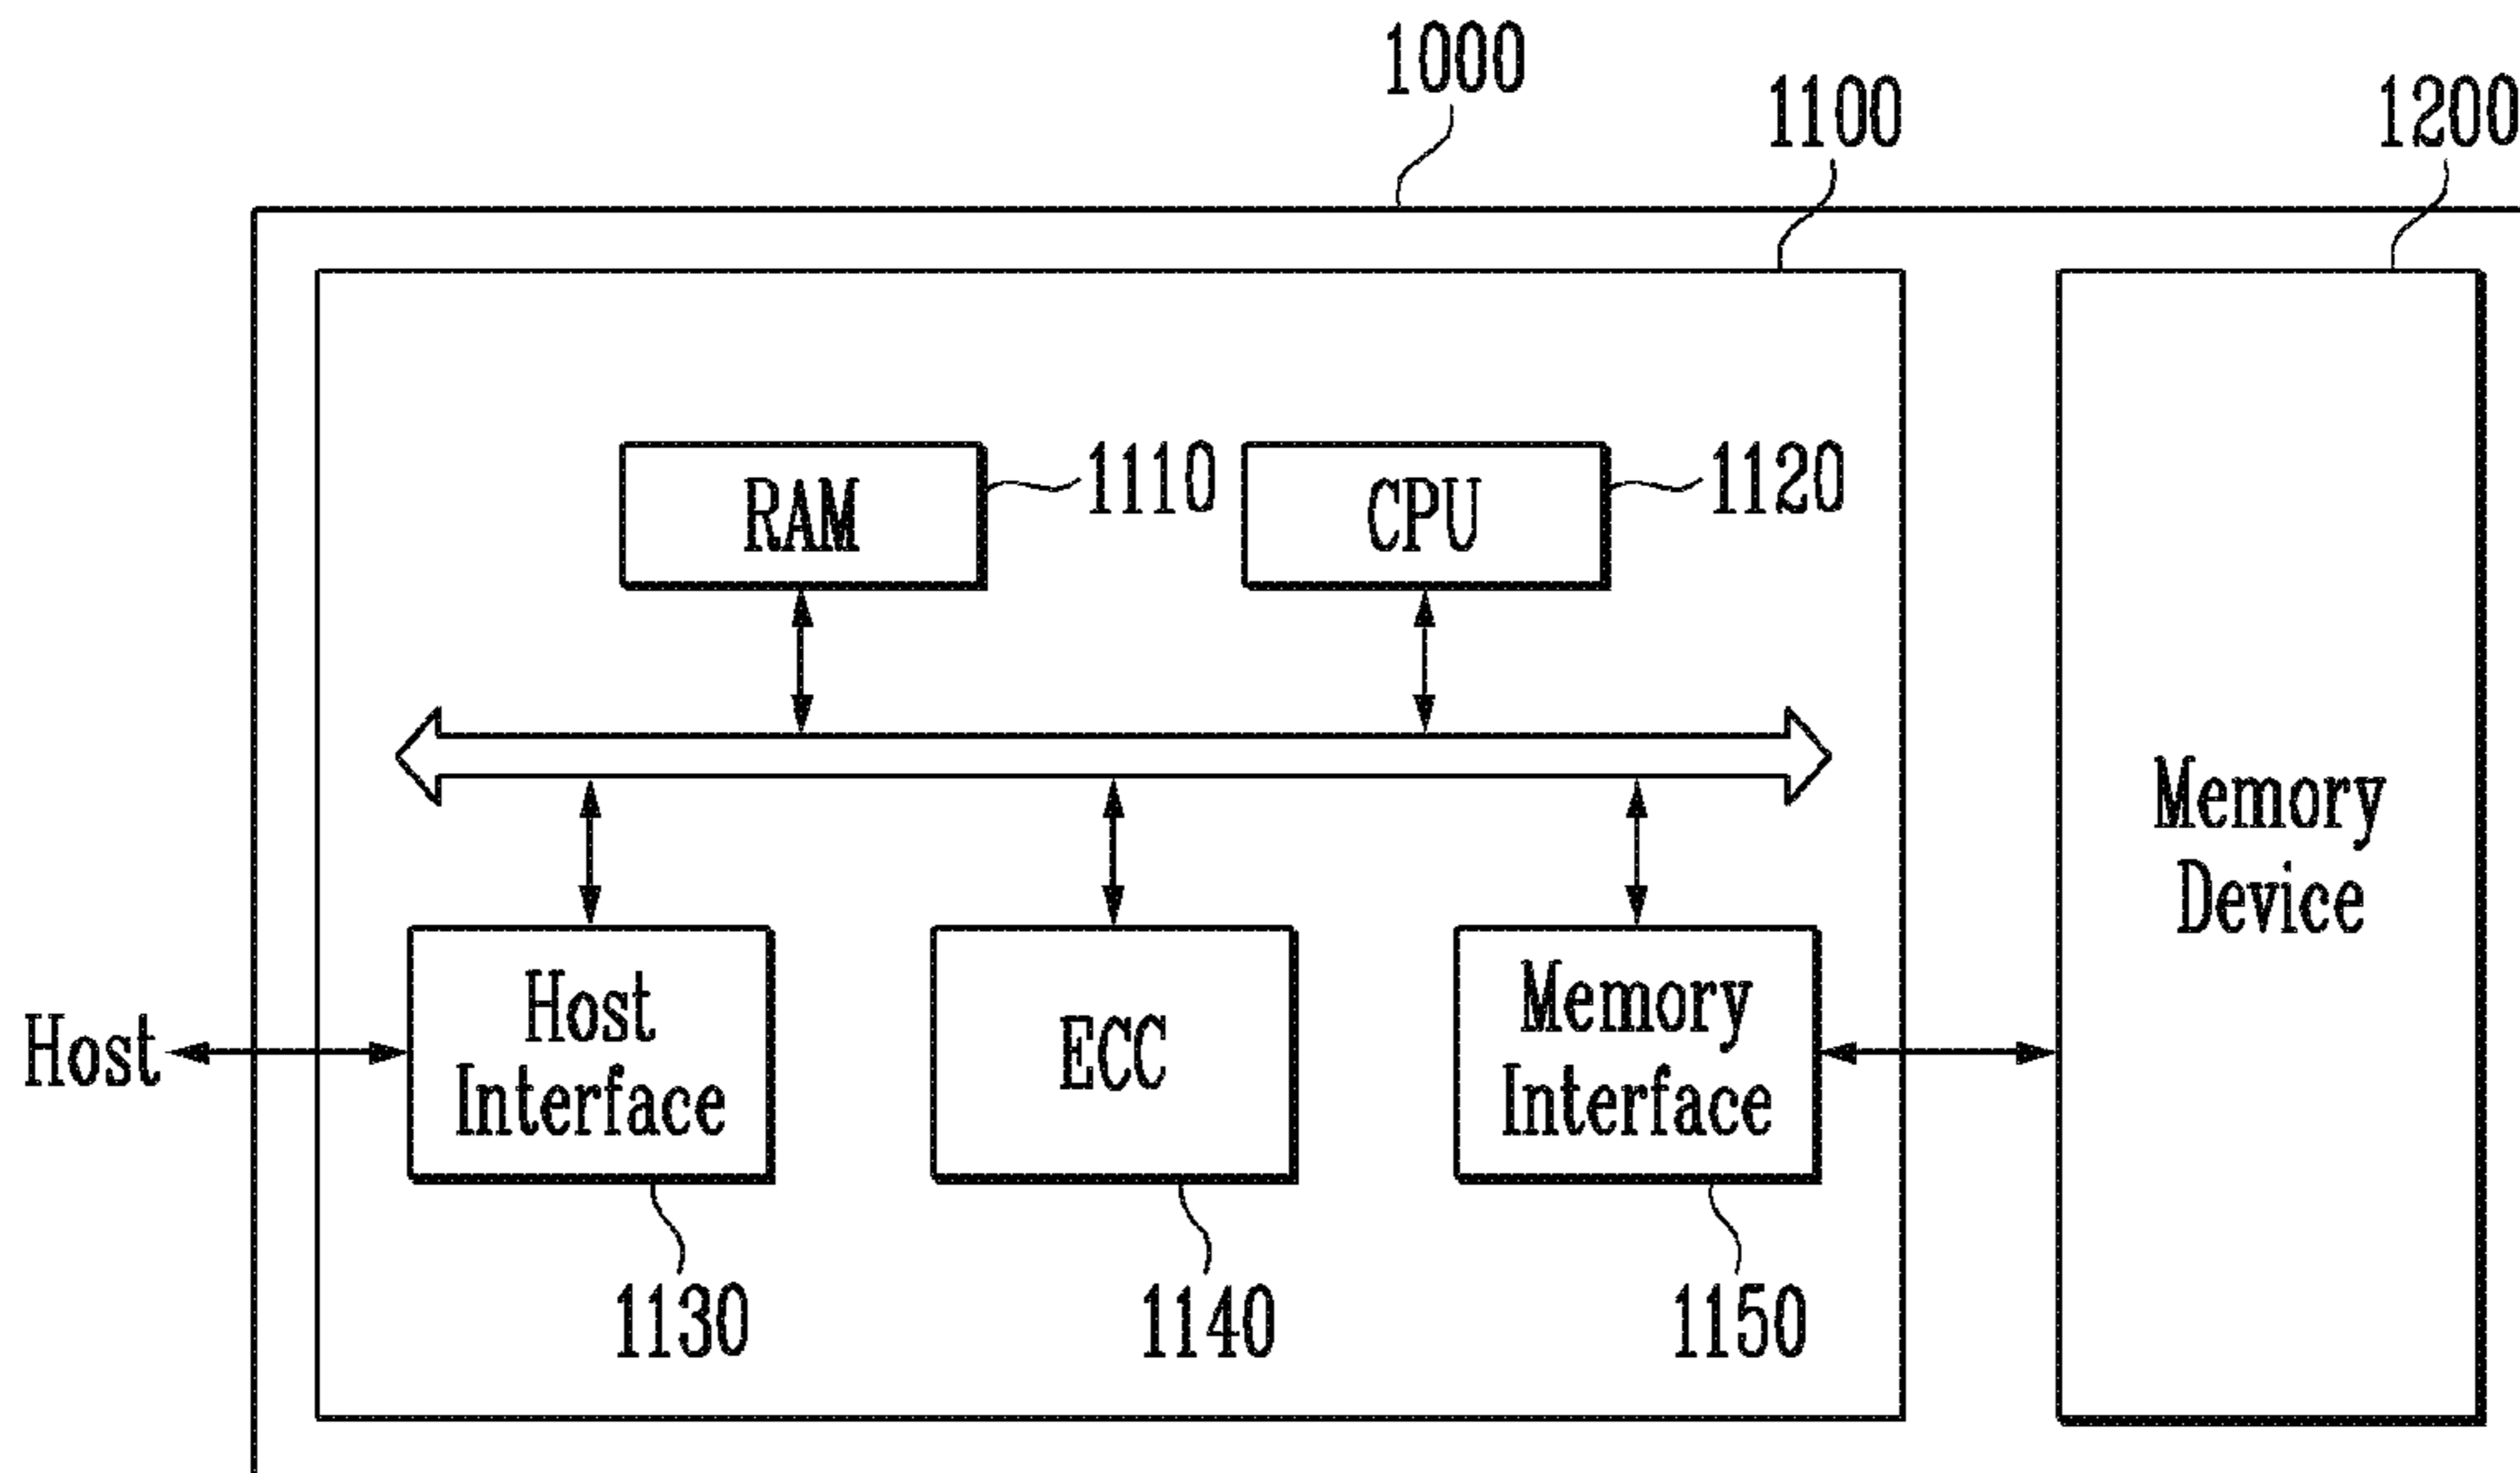 1000
1100
1200
RAM
1110
CPU
1120
Memory
Device
Host
Host
Interface
ECC
Memory
Interface
1130
1140
1150